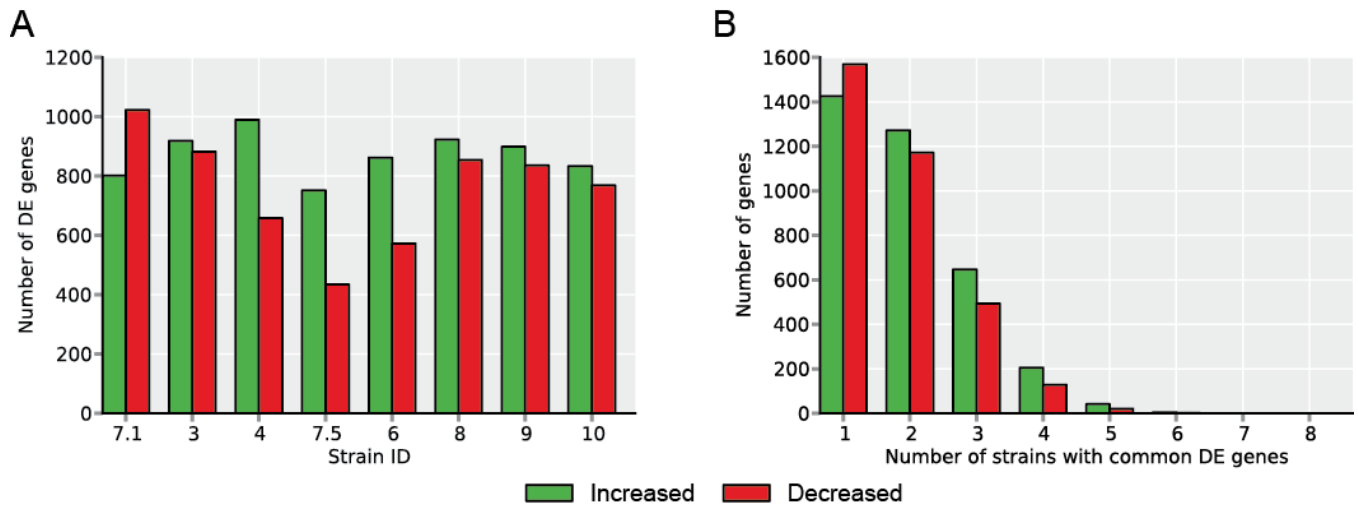 A
B
1200
1000
800
600
400
200
0
Number of DE genes
7.1 3 4 7.5 6 8 9 10
Strain ID
1600
1400
1200
1000
800
600
400
200
0
Number of genes
1 2 3 4 5 6 7 8
Number of strains with common DE genes
Increased Decreased